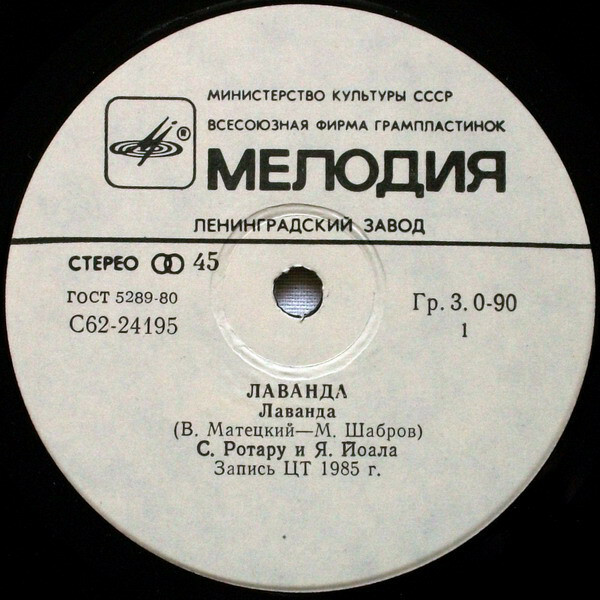 МИНИСТЕРСТВО КУЛЬТУРЫ СССР
ВСЕСОЮЗНАЯ ФИРМА ГРАМПЛАСТИНОК
®
МЕЛОДИЯ
ЛЕНИНГРАДСКИЙ ЗАВОД
СТЕРЕО 45
ГОСТ 5289-80
С62-24195
Гр. 3. 0-90
1
ЛАВАНДА
Лаванда
(В. Матецкий—М. Шабров)
С. Ротару и Я. Йоала
Запись ЦТ 1985 г.